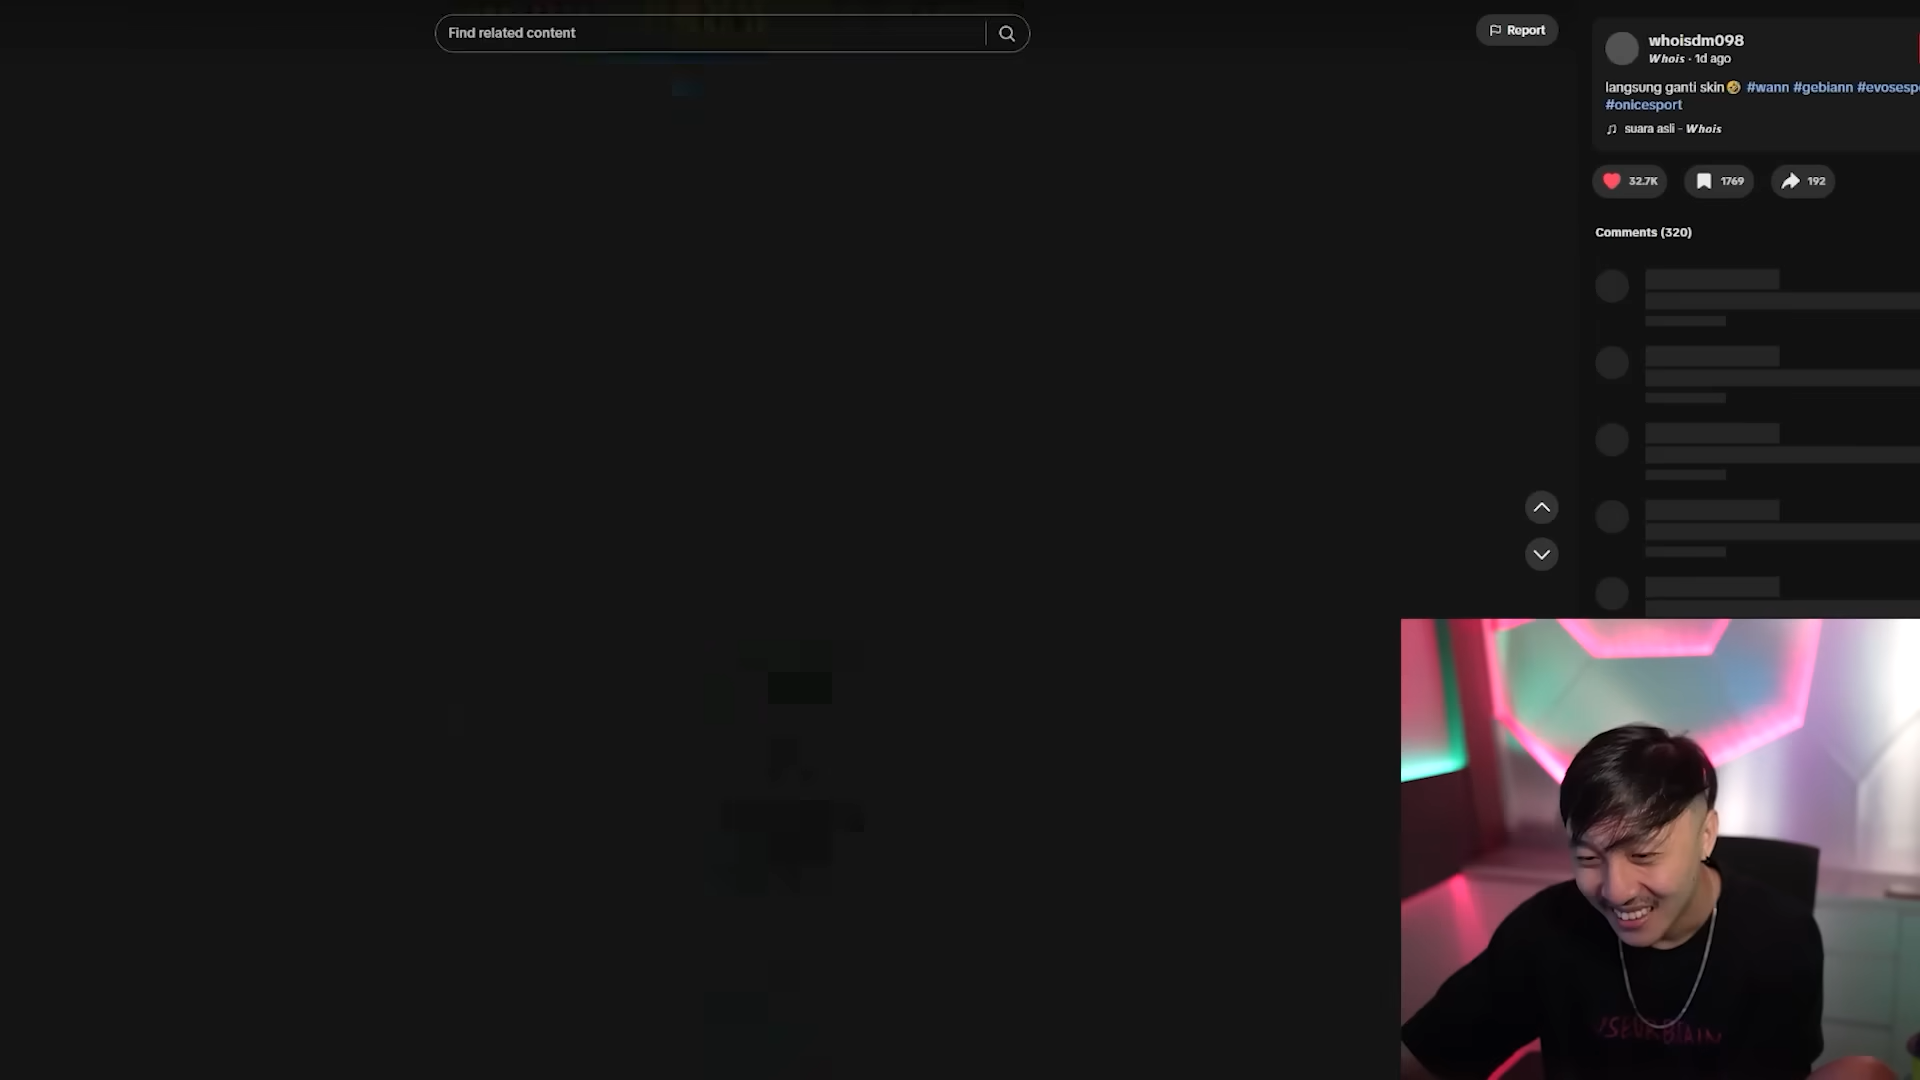 Find related content
Report
whoisdm098
Whois · 1d ago
langsung ganti skin🤣 #wann #gebiann #evosesp
#onicesport
suara asli - Whois
32.7K
1769
192
Comments (320)